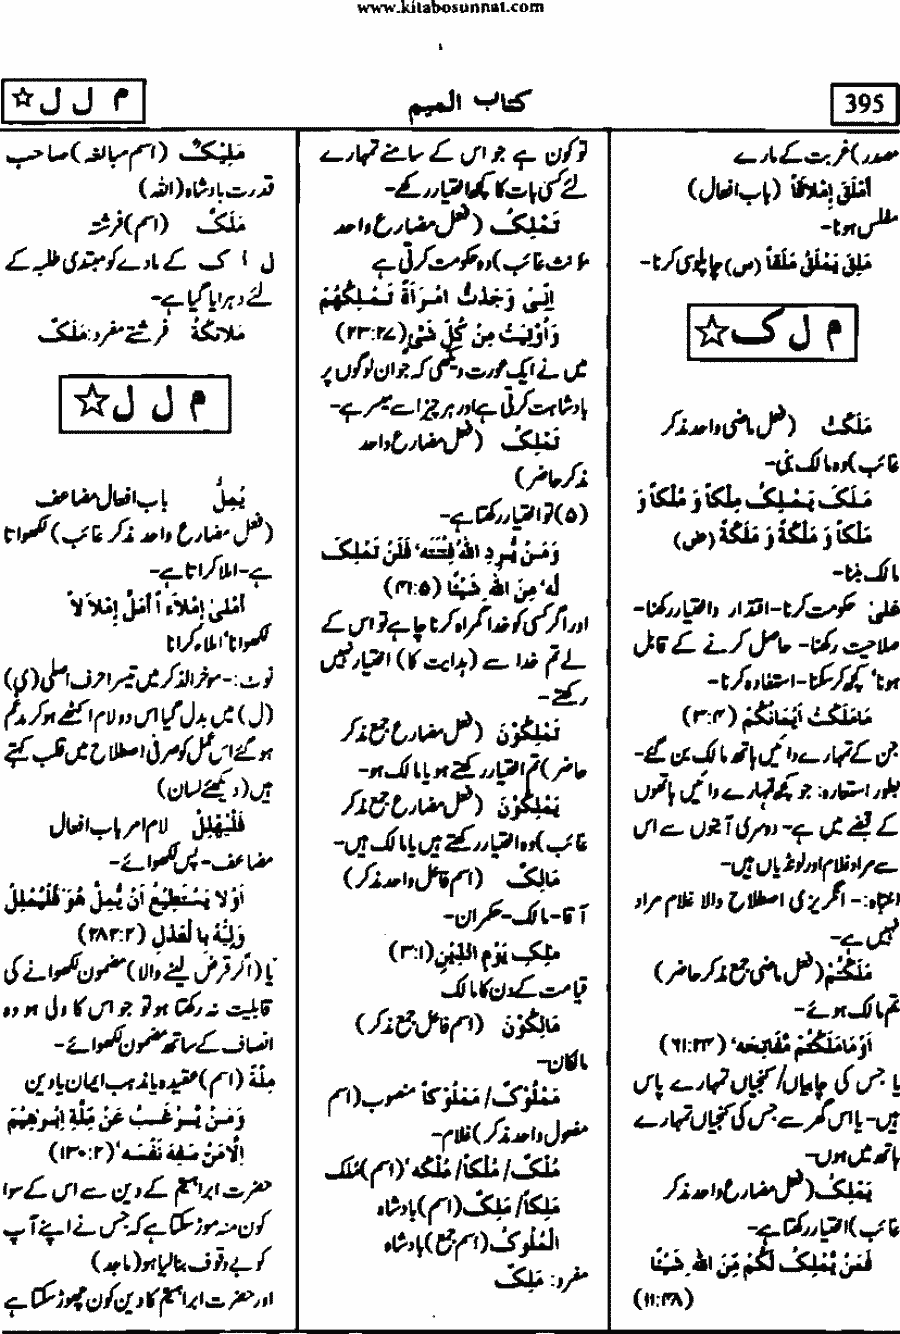 www.kitabosunnat.com
395
کتاب المیم
م ل ل ☆
مصدر) غربت کے مارے
أَمْلَقَ إِمْلَاقاً (باب افعال)
مفلس ہونا-
مَلِقَ يَمْلَقُ مَلَقاً (س) چاپلوسی کرنا-
م ل ک ☆
مَلَكَتْ (فعل ماضی واحد مذکر
غائب) وہ مالک بنی-
مَلَكَ يَمْلِكُ مِلْكاً وَ مُلْكاً وَ
مَلْكاً وَ مَلَكَةً وَ مَمْلَكَةً (ض)
مالک بننا-
عَلیٰ حکومت کرنا-اقتدار و اختیار رکھنا-
صلاحیت رکھنا- حاصل کرنے کے قابل
ہونا، کچھ کر سکنا-استفادہ کرنا-
مَامَلَكَتْ اَيْمَانُكُمْ (۳:۴)
جن کے تمہارے دائیں ہاتھ مالک بن گئے-
بطور استعارہ: جو کچھ تمہارے دائیں ہاتھوں
کے قبضے میں ہے- دوسری آیتوں سے اس
سے مراد غلام اور لونڈیاں ہیں-
انتباہ:- انگریزی اصطلاح والا غلام مراد
نہیں ہے-
مَلَكْتُمْ (فعل ماضی جمع مذکر حاضر)
تم مالک ہوئے-
اَوْ مَامَلَكْتُمْ مَفَاتِحَهٗ (۶۱:۲۴)
یا جس کی چابیاں/ کنجیاں تمہارے پاس
ہیں- یا اس گھر سے جس کی کنجیاں تمہارے
ہاتھ میں ہوں-
يَمْلِكُ (فعل مضارع واحد مذکر
غائب) اختیار رکھتا ہے-
فَمَنْ يَّمْلِكُ لَكُمْ مِّنَ اللّٰهِ شَيْئًا
(۱۱:۴۸)
تو کون ہے جو اس کے سامنے تمہارے
لئے کسی بات کا کچھ اختیار رکھے-
تَمْلِكُ (فعل مضارع واحد
مؤنث غائب) وہ حکومت کرتی ہے
اِنِّیْ وَجَدْتُّ امْرَاَةً تَمْلِكُهُمْ
وَاُوْتِيَتْ مِنْ كُلِّ شَیْءٍ (۲۳:۲۷)
میں نے ایک عورت دیکھی کہ جو ان لوگوں پر
بادشاہت کرتی ہے اور ہر چیز اسے میسر ہے-
تَمْلِكُ (فعل مضارع واحد
مذکر حاضر)
(۵) تو اختیار رکھتا ہے-
وَمَنْ يُّرِدِ اللّٰهُ فِتْنَتَهٗ فَلَنْ تَمْلِكَ
لَهٗ مِنَ اللّٰهِ شَيْئًا (۴۱:۵)
اور اگر کسی کو خدا گمراہ کرنا چاہے تو اس کے
لے تم خدا سے (ہدایت کا) اختیار نہیں
رکھتے-
تَمْلِكُوْنَ (فعل مضارع جمع مذکر
حاضر) تم اختیار رکھتے ہو یا مالک ہو-
يَمْلِكُوْنَ (فعل مضارع جمع مذکر
غائب) وہ اختیار رکھتے ہیں یا مالک ہیں-
مَالِكٌ (اسم فاعل واحد مذکر)
آقا-مالک-حکمران-
مٰلِكِ يَوْمِ الدِّيْنِ (۳:۱)
قیامت کے دن کا مالک
مَالِكُوْنَ (اسم فاعل جمع مذکر)
مالکان-
مَمْلُوْكٌ/ مَمْلُوْكاً منصوب (اسم
مفعول واحد مذکر) غلام-
مُلْكٌ/ مُلْكاً/ مُلْكُهٗ (اسم) مُلک
مَلِكاً/ مَلِكٌ (اسم) بادشاہ
الْمُلُوْكُ (اسم جمع) بادشاہ
مفرد: مَلِكٌ
مَلِيْكٌ (اسم مبالغہ) صاحب
قدرت بادشاہ (اللہ)
مَلَكٌ (اسم) فرشتہ
ل أ ک کے مادے کو مبتدی طلبہ کے
لئے دہرایا گیا ہے-
مَلَائِكَةٌ فرشتے مفرد: مَلَكٌ
م ل ل ☆
يُمِلُّ باب افعال مضاعف
(فعل مضارع واحد مذکر غائب) لکھواتا
ہے-املا کراتا ہے-
أَمْلیٰ إِمْلَاءً ا أَمَلَّ إِمْلَالاً
لکھوانا، املاء کرانا
نوٹ:- موخر الذکر میں تیسرا حرف اصلی (ی)
(ل) میں بدل گیا اس دو لام اکٹھے ہو کر مدغم
ہو گئے اس عمل کو صرفی اصطلاح میں قلب کہتے
ہیں (دیکھئے لسان)
فَلْيُمْلِلْ لام امر باب افعال
مضاعف- پس لکھوائے-
اَوْلَا يَسْتَطِيْعُ اَنْ يُّمِلَّ هُوَ فَلْيُمْلِلْ
وَلِيُّهٗ بِالْعَدْلِ (۲۸۲:۲)
یا (اگر قرض لینے والا) مضمون لکھوانے کی
قابلیت نہ رکھتا ہو تو جو اس کا ولی ہو وہ
انصاف کے ساتھ مضمون لکھوائے-
مِلَّةٌ (اسم) عقیدہ یا مذہب ایمان یا دین
وَمَنْ يَّرْغَبُ عَنْ مِّلَّةِ اِبْرٰهِيْمَ
اِلَّا مَنْ سَفِهَ نَفْسَهٗ (۱۳۰:۲)
حضرت ابراہیم کے دین سے اس کے سوا
کون منہ موڑ سکتا ہے کہ جس نے اپنے آپ
کو بے وقوف بنا لیا ہو (ماجد)
اور حضرت ابراہیم کا دین کون چھوڑ سکتا ہے